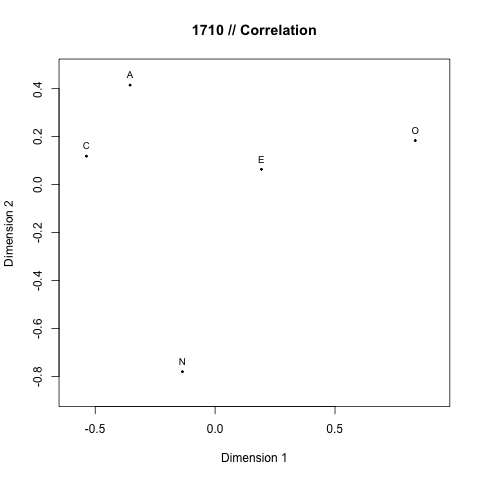 1710 // Correlation
A
C
O
E
N
0.4
0.2
0.0
-0.2
-0.4
-0.6
-0.8
Dimension 2
-0.5
0.0
0.5
Dimension 1